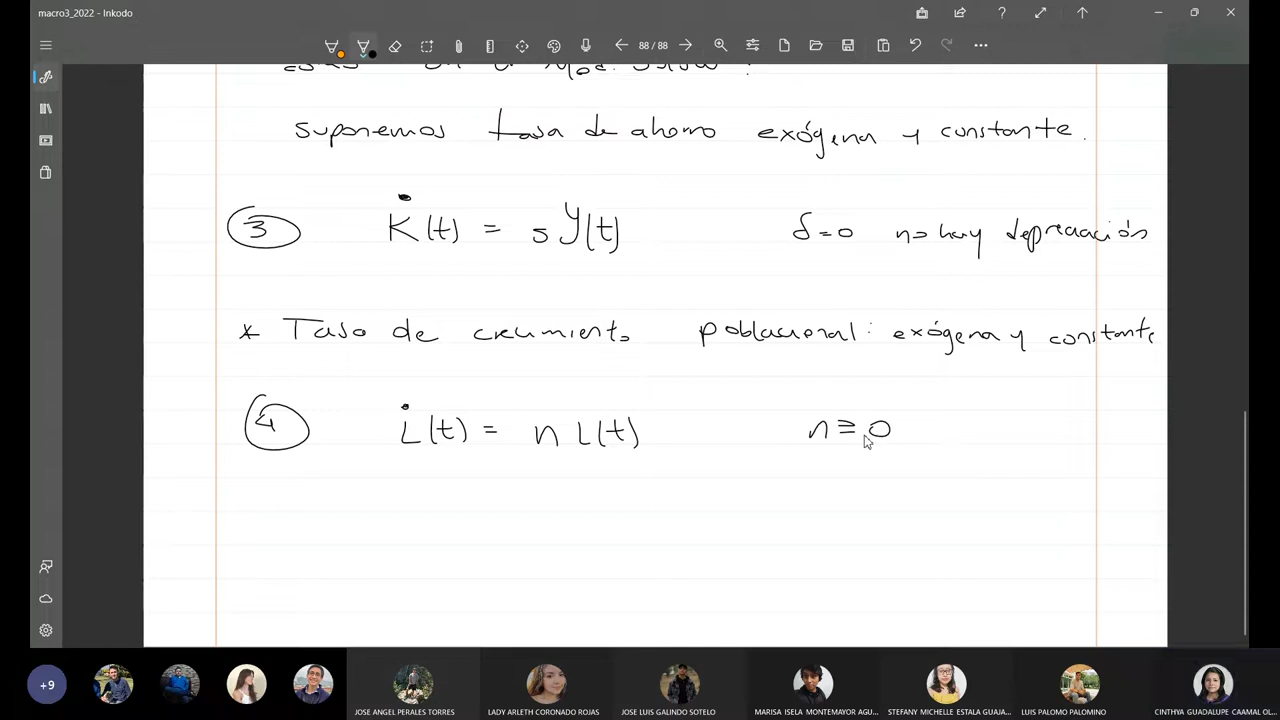 macro3_2022 - Inkodo
88 / 88
suponemos tasa de ahorro exógena y constante.
3 K̇(t) = sY(t) δ=0 no hay depreciación
* Tasa de crecimiento poblacional: exógena y constante
4 L̇(t) = n L(t) n ≥ 0
+9
JOSE ANGEL PERALES TORRES
LADY ARLETH CORONADO ROJAS
JOSE LUIS GALINDO SOTELO
MARISA ISELA MONTEMAYOR AGU...
STEFANY MICHELLE ESTALA GUAJA...
LUIS PALOMO PALOMINO
CINTHYA GUADALUPE CAAMAL OL...